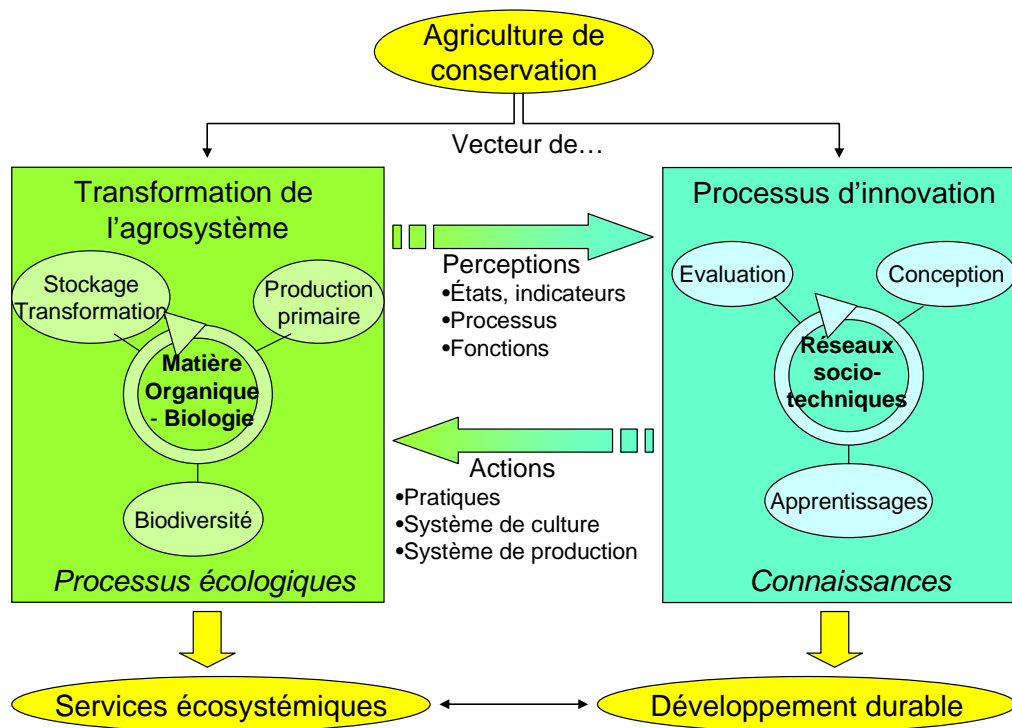 Agriculture de
conservation
Vecteur de…
Transformation de
l’agrosystème
Stockage
Transformation
Production
primaire
Matière
Organique
- Biologie
Biodiversité
Processus écologiques
Perceptions
•États, indicateurs
•Processus
•Fonctions
Actions
•Pratiques
•Système de culture
•Système de production
Processus d’innovation
Evaluation
Conception
Réseaux
socio-
techniques
Apprentissages
Connaissances
Services écosystémiques
Développement durable